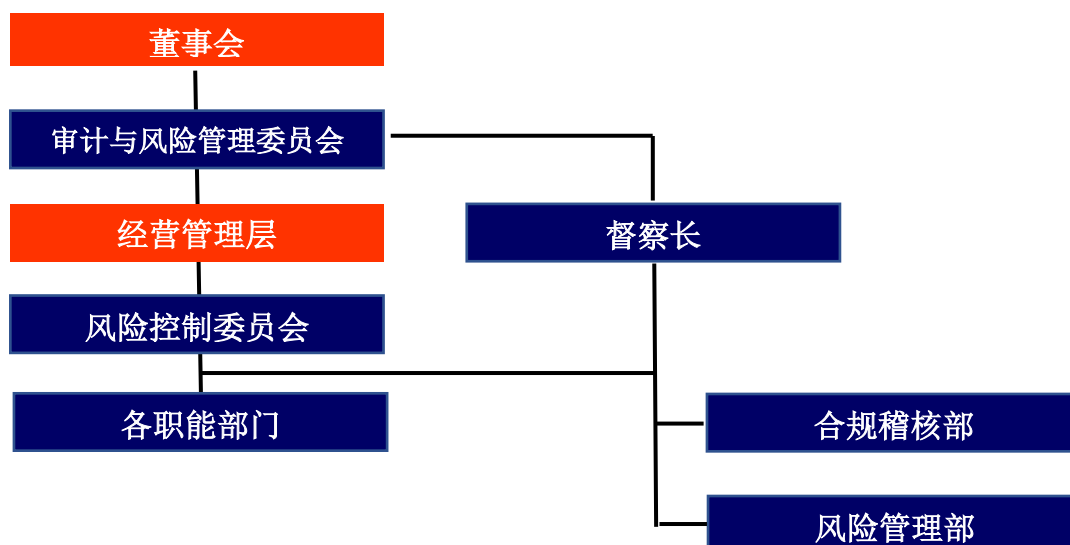 董事会
审计与风险管理委员会
经营管理层
督察长
风险控制委员会
各职能部门
合规稽核部
风险管理部